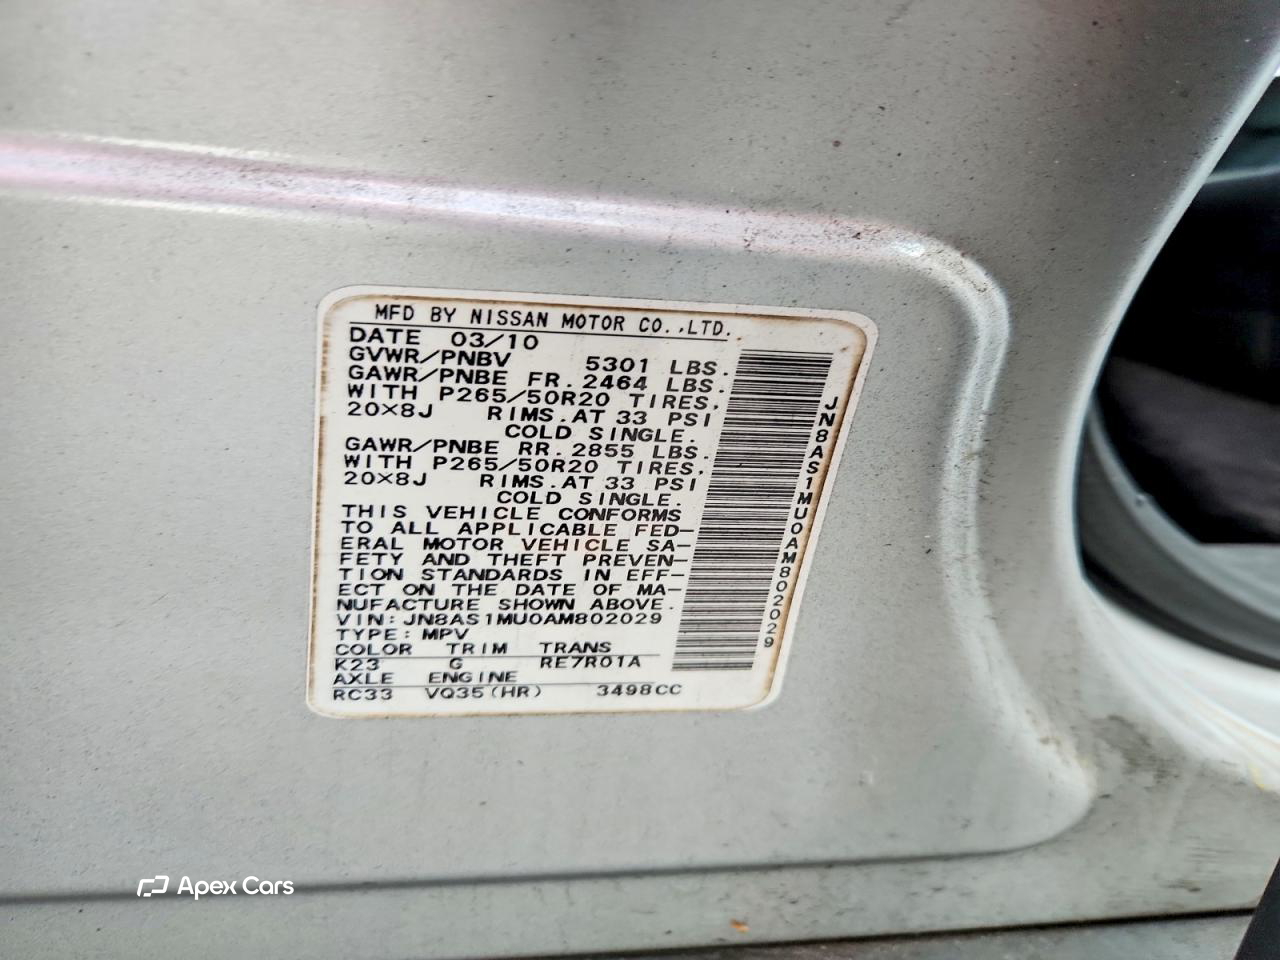 MFD BY NISSAN MOTOR CO.,LTD.
DATE 03/10
GVWR/PNBV 5301 LBS.
GAWR/PNBE FR. 2464 LBS.
WITH P265/50R20 TIRES,
20×8J RIMS.AT 33 PSI
COLD SINGLE.
GAWR/PNBE RR. 2855 LBS.
WITH P265/50R20 TIRES,
20×8J RIMS.AT 33 PSI
COLD SINGLE.
THIS VEHICLE CONFORMS
TO ALL APPLICABLE FED-
ERAL MOTOR VEHICLE SA-
FETY AND THEFT PREVEN-
TION STANDARDS IN EFF-
ECT ON THE DATE OF MA-
NUFACTURE SHOWN ABOVE.
VIN: JN8AS1MU0AM802029
TYPE: MPV
COLOR TRIM TRANS
K23 G RE7R01A
AXLE ENGINE
RC33 VQ35(HR) 3498CC
JN8AS1MU0AM802029
Apex Cars